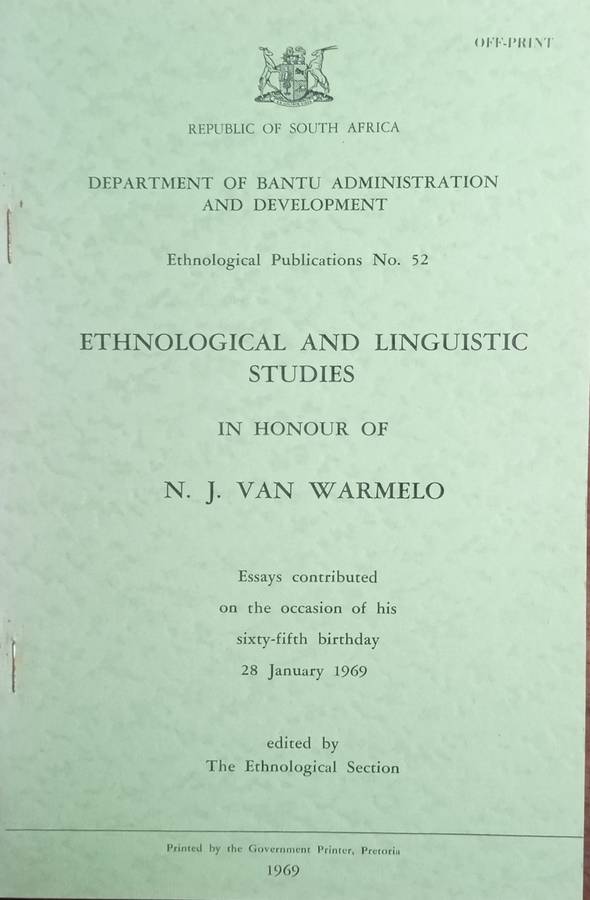 OFF-PRINT
REPUBLIC OF SOUTH AFRICA
DEPARTMENT OF BANTU ADMINISTRATION
AND DEVELOPMENT
Ethnological Publications No. 52
ETHNOLOGICAL AND LINGUISTIC
STUDIES
IN HONOUR OF
N. J. VAN WARMELO
Essays contributed
on the occasion of his
sixty-fifth birthday
28 January 1969
edited by
The Ethnological Section
Printed by the Government Printer, Pretoria
1969